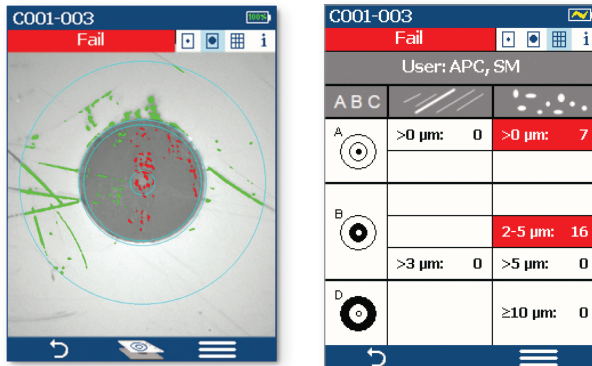 C001-003
100%
Fail
i
C001-003
Fail
i
User: APC, SM
A B C
A
>0 µm: 0
>0 µm: 7
B
2-5 µm: 16
>3 µm: 0
>5 µm: 0
D
≥10 µm: 0